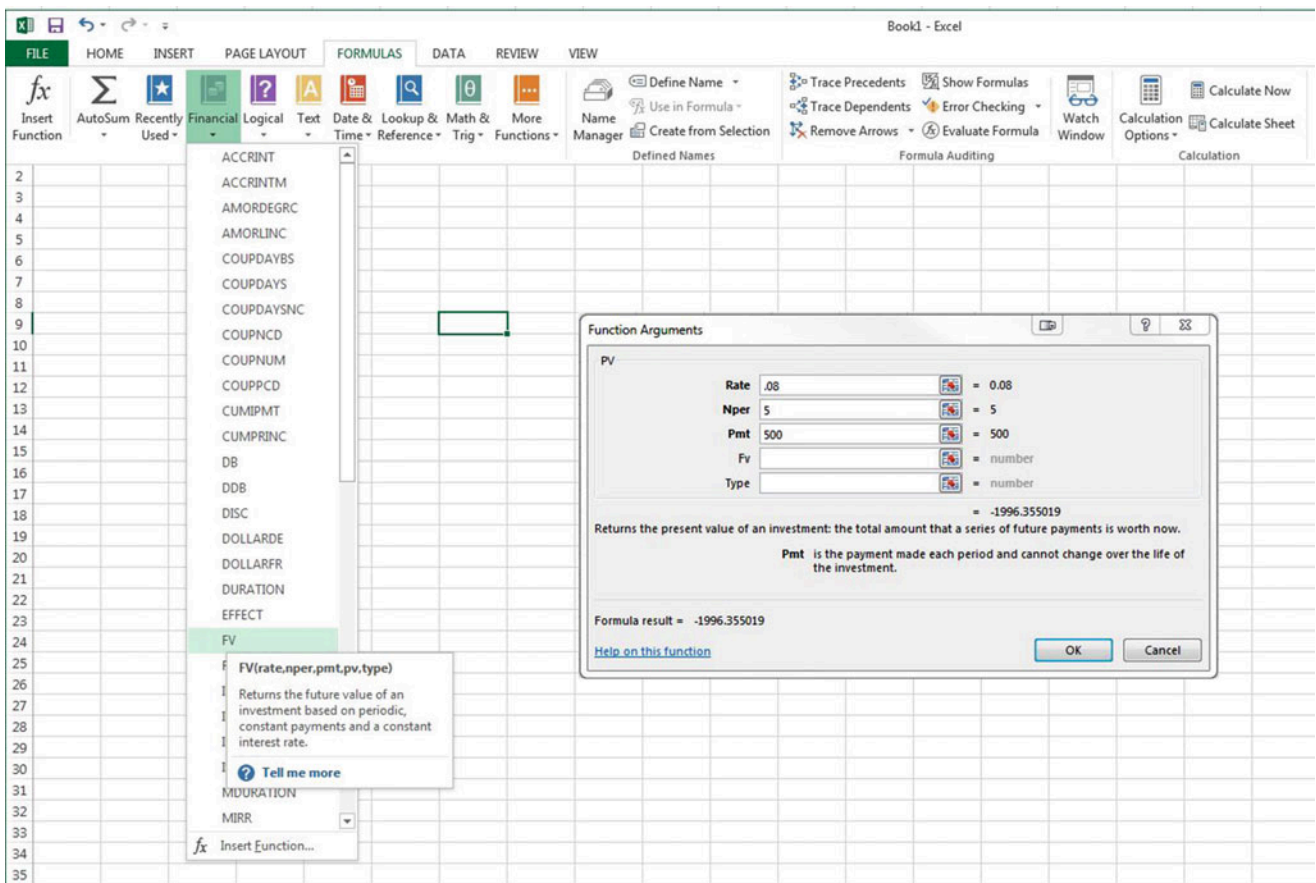 Book1 - Excel
FILE HOME INSERT PAGE LAYOUT FORMULAS DATA REVIEW VIEW
fx Insert Function
Σ AutoSum
Recently Used
Financial
? Logical
A Text
Date & Time
Lookup & Reference
θ Math & Trig
More Functions
Name Manager
Define Name
Use in Formula
Create from Selection
Defined Names
Trace Precedents
Trace Dependents
Remove Arrows
Show Formulas
Error Checking
Evaluate Formula
Formula Auditing
Watch Window
Calculation Options
Calculate Now
Calculate Sheet
Calculation
ACCRINT
ACCRINTM
AMORDEGRC
AMORLINC
COUPDAYBS
COUPDAYS
COUPDAYSNC
COUPNCD
COUPNUM
COUPPCD
CUMIPMT
CUMPRINC
DB
DDB
DISC
DOLLARDE
DOLLARFR
DURATION
EFFECT
FV
FV(rate,nper,pmt,pv,type)
Returns the future value of an
investment based on periodic,
constant payments and a constant
interest rate.
? Tell me more
MDURATION
MIRR
fx Insert Function...
2
3
4
5
6
7
8
9
10
11
12
13
14
15
16
17
18
19
20
21
22
23
24
25
26
27
28
29
30
31
32
33
34
35
Function Arguments
?
PV
Rate .08 = 0.08
Nper 5 = 5
Pmt 500 = 500
Fv = number
Type = number
= -1996.355019
Returns the present value of an investment: the total amount that a series of future payments is worth now.
Pmt is the payment made each period and cannot change over the life of
the investment.
Formula result = -1996.355019
Help on this function
OK Cancel